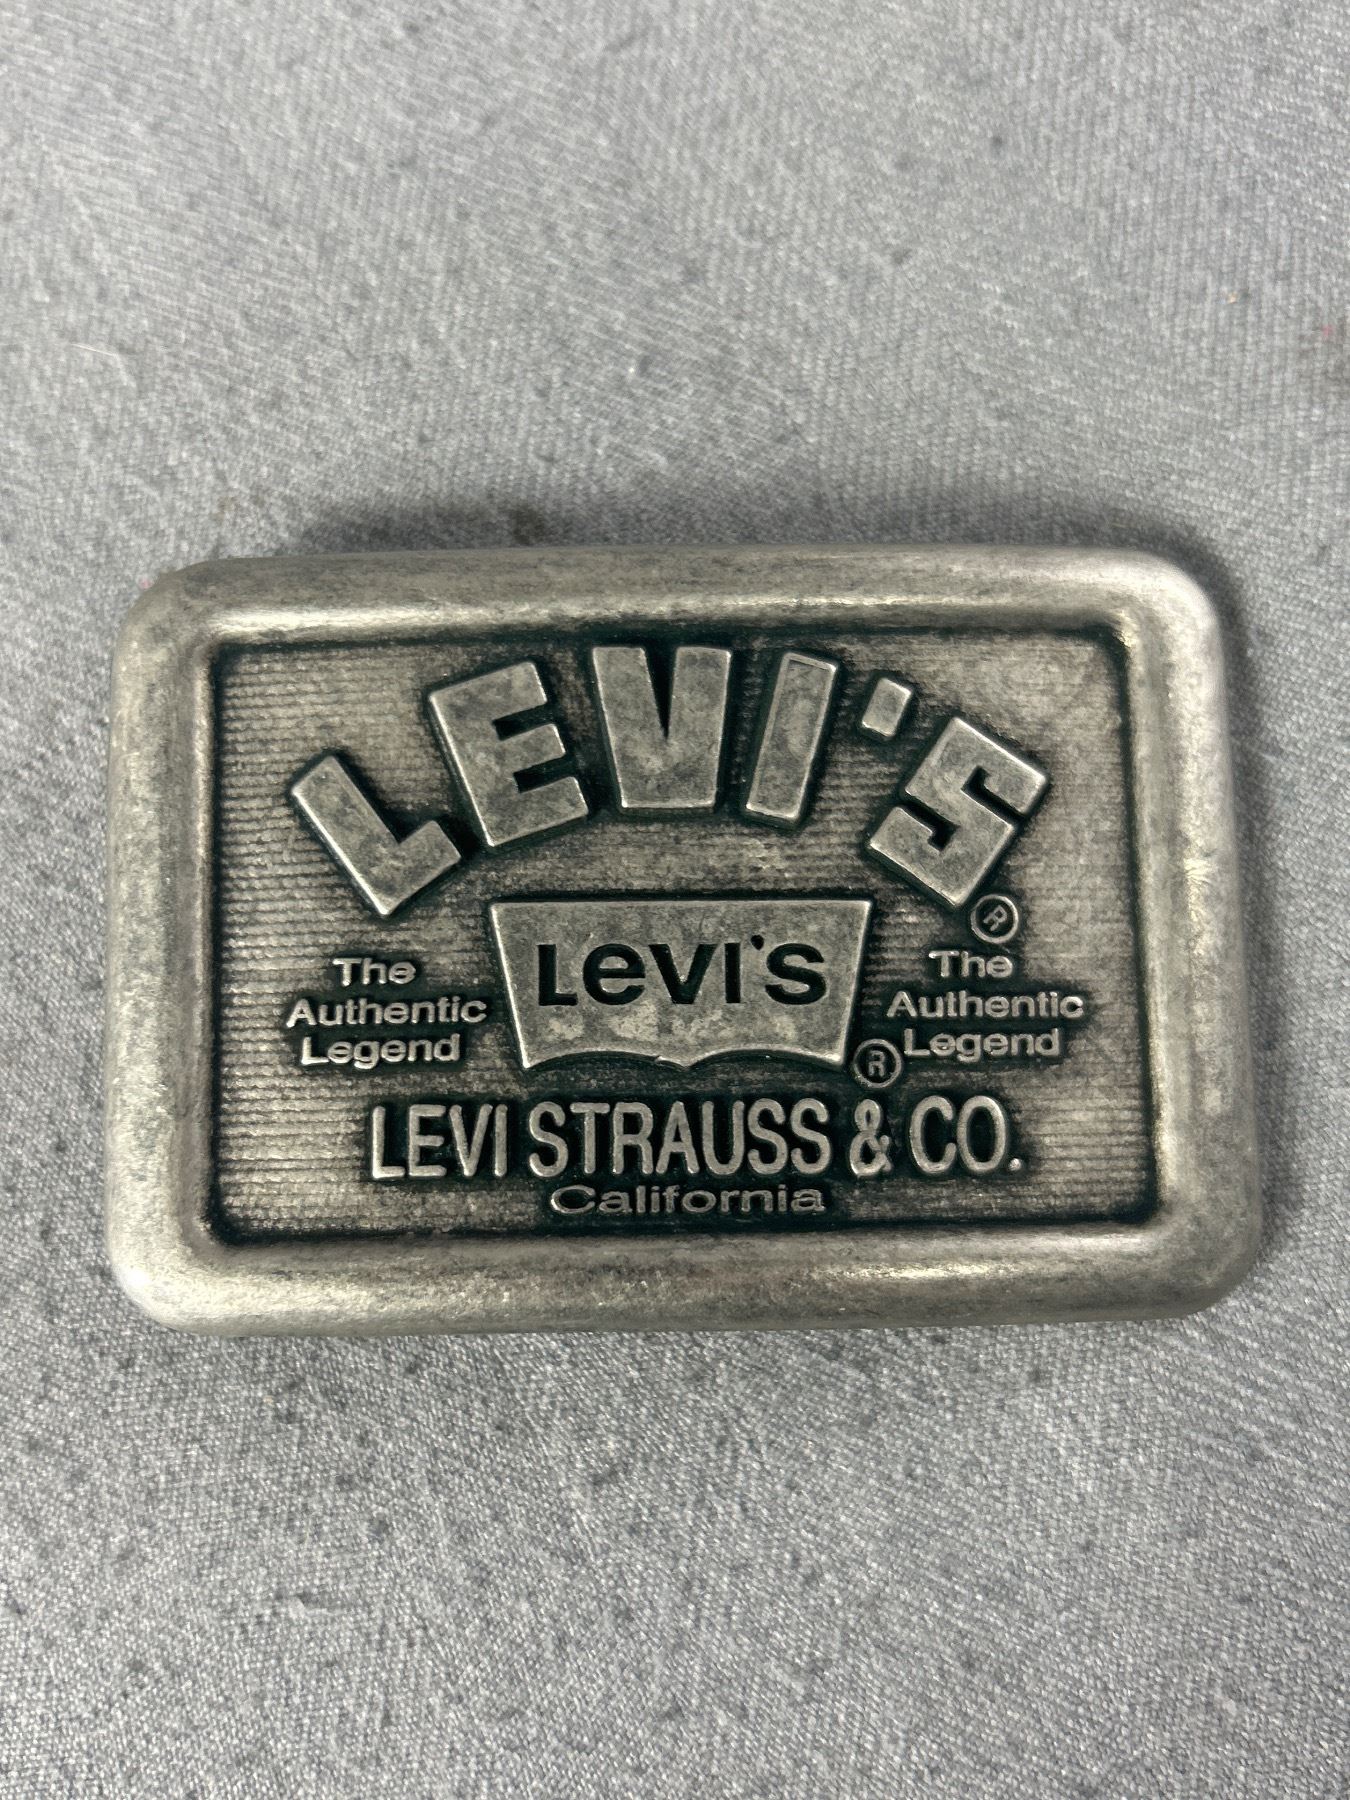 LEVI'S®
LEVI'S®
The
Authentic
Legend
The
Authentic
Legend
LEVI STRAUSS & CO.
California